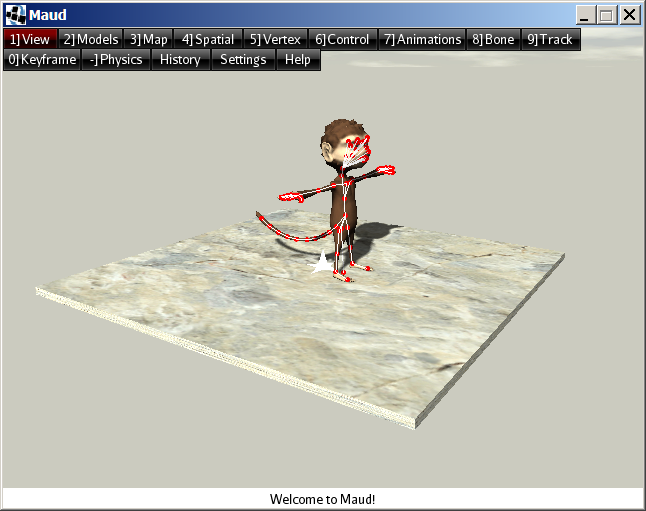 Maud
1] View 2] Models 3] Map 4] Spatial 5] Vertex 6] Control 7] Animations 8] Bone 9] Track
0] Keyframe -] Physics History Settings Help
Welcome to Maud!